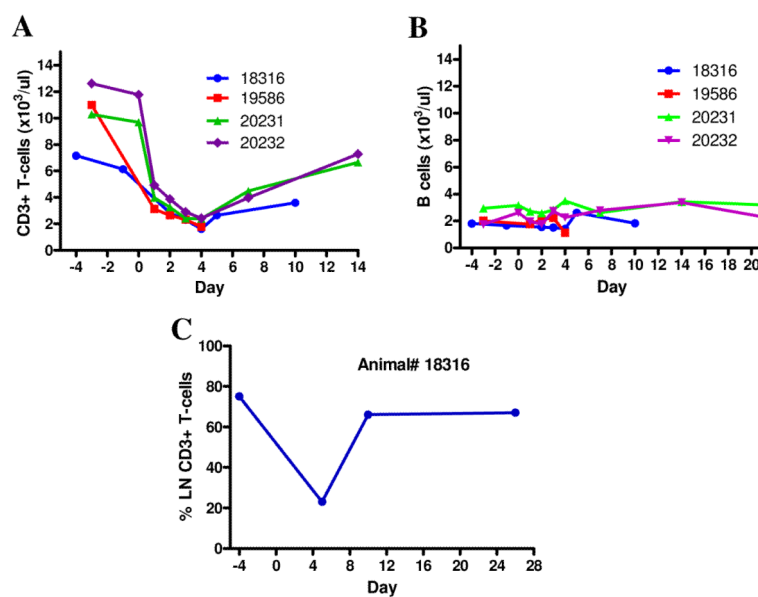 A
CD3+ T-cells (x10³/ul)
14
12
10
8
6
4
2
0
-4 -2 0 2 4 6 8 10 12 14
Day
18316
19586
20231
20232
B
B cells (x10³/ul)
14
12
10
8
6
4
2
0
-4 -2 0 2 4 6 8 10 12 14 16 18 20
Day
18316
19586
20231
20232
C
Animal# 18316
% LN CD3+ T-cells
100
80
60
40
20
0
-4 0 4 8 12 16 20 24 28
Day